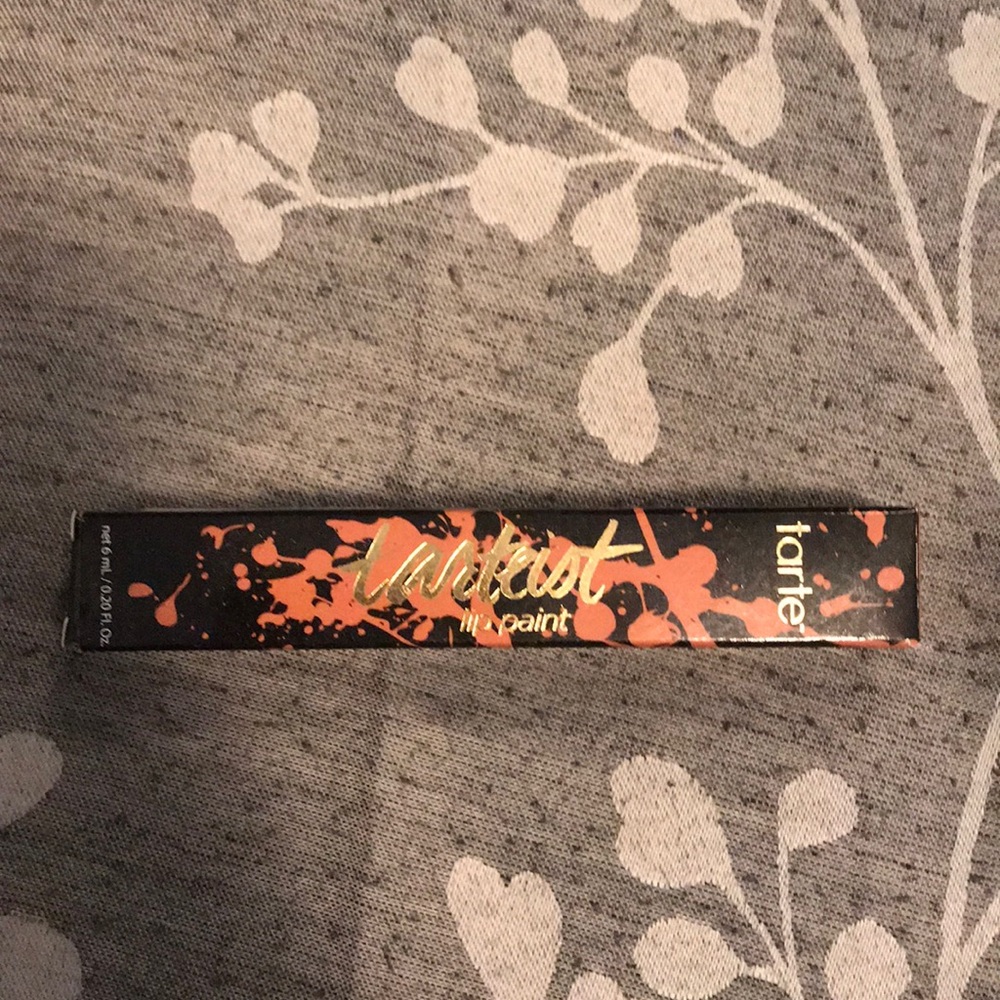 net 6 mL / 0.20 Fl. Oz.
tarteist
lip paint
tarte